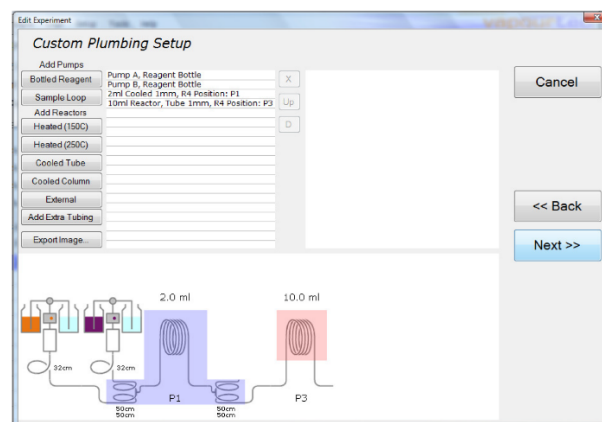 Edit Experiment
Custom Plumbing Setup
Add Pumps
Bottled Reagent
Sample Loop
Add Reactors
Heated (150C)
Heated (250C)
Cooled Tube
Cooled Column
External
Add Extra Tubing
Export Image...
Pump A, Reagent Bottle
Pump B, Reagent Bottle
2ml Cooled 1mm, R4 Position: P1
10ml Reactor, Tube 1mm, R4 Position: P3
X
Up
D
Cancel
<< Back
Next >>
2.0 ml
10.0 ml
32cm
32cm
50cm
50cm
P1
50cm
50cm
P3